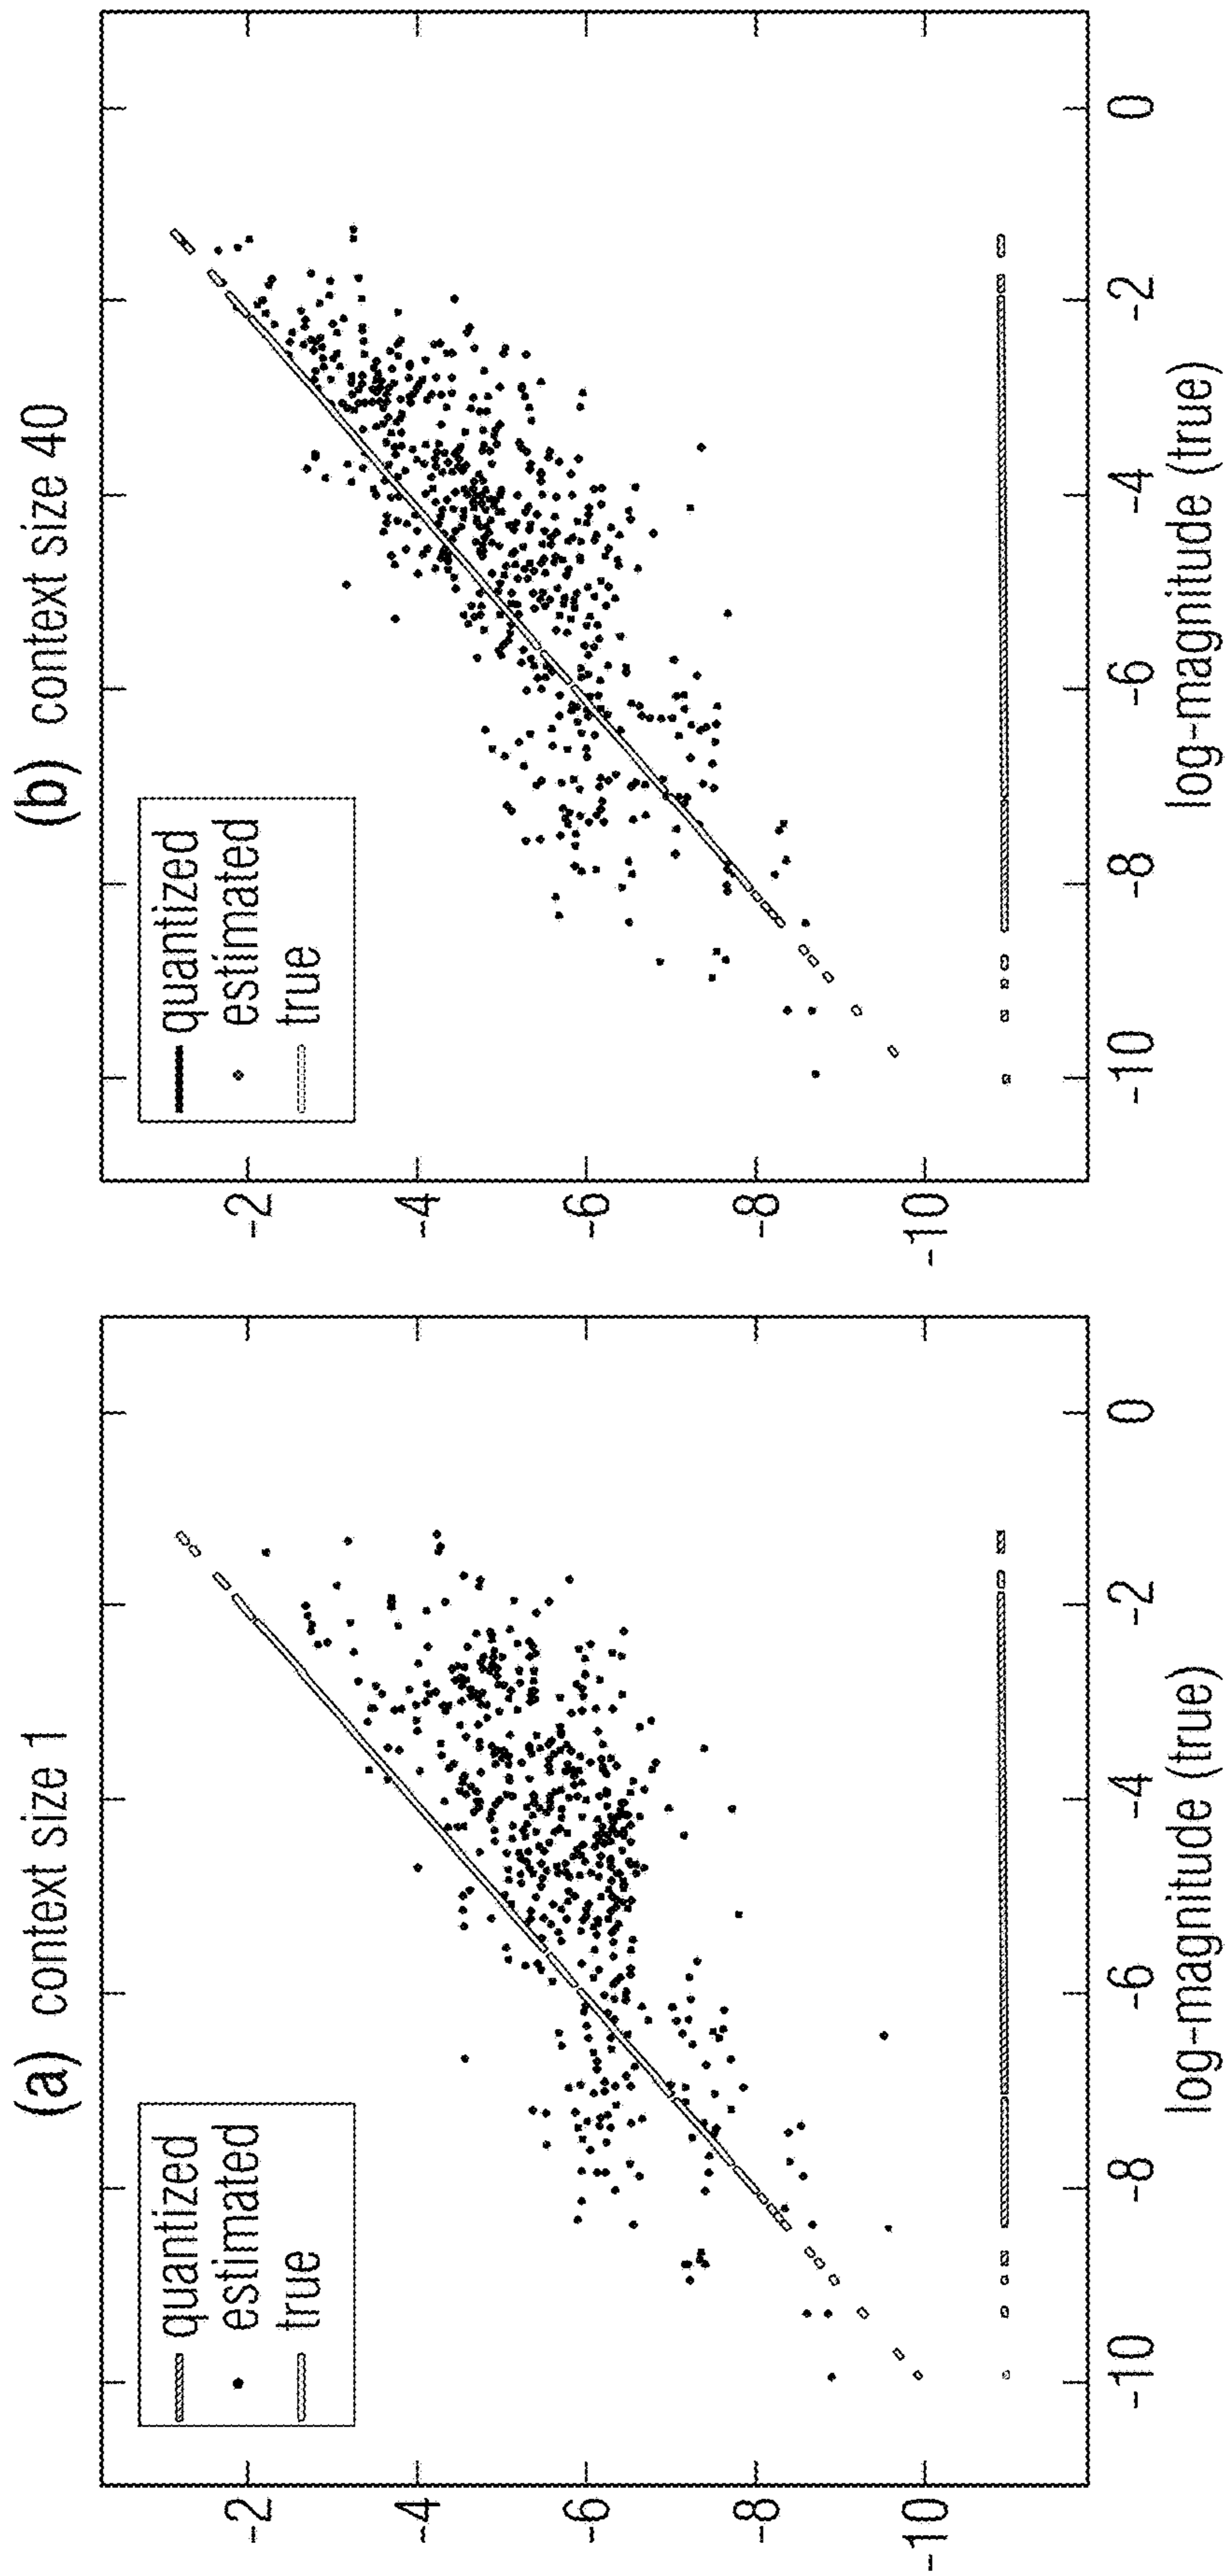 (a) context size 1
quantized
estimated
true
-2
-4
-6
-8
-10
-10
-8
-6
-4
-2
0
log-magnitude (true)
(b) context size 40
quantized
estimated
true
-2
-4
-6
-8
-10
-10
-8
-6
-4
-2
0
log-magnitude (true)